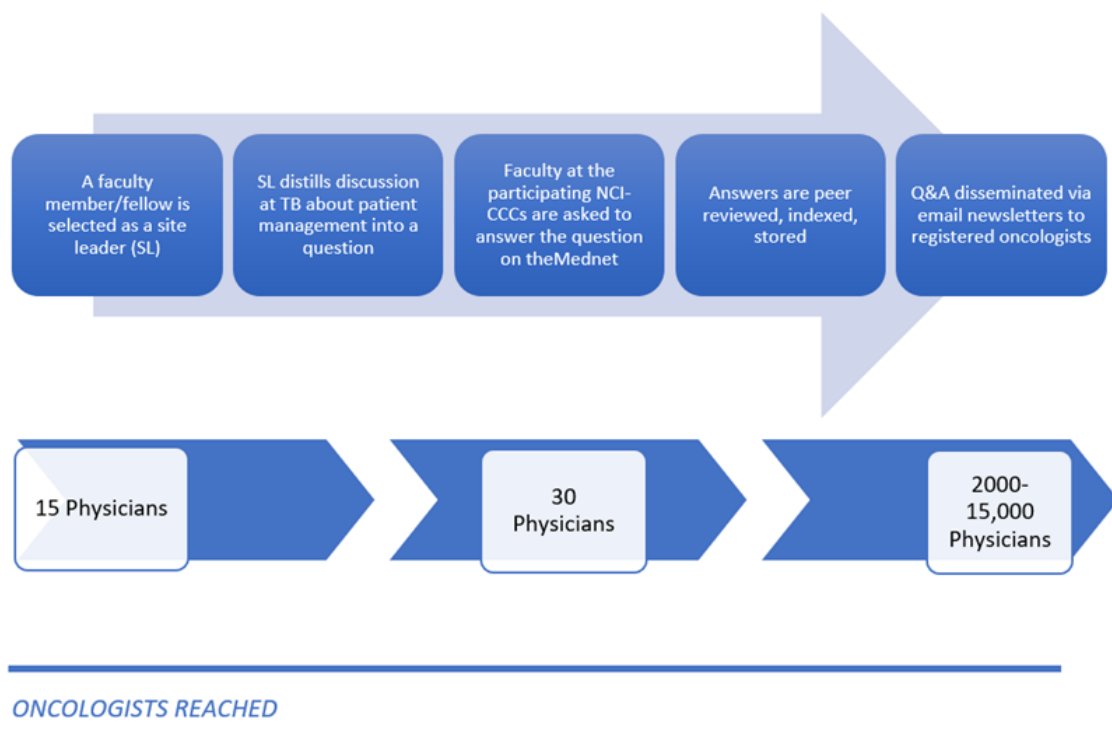 A faculty
member/fellow is
selected as a site
leader (SL)
SL distills discussion
at TB about patient
management into a
question
Faculty at the
participating NCI-
CCCs are asked to
answer the question
on theMednet
Answers are peer
reviewed, indexed,
stored
Q&A disseminated via
email newsletters to
registered oncologists
15 Physicians
30
Physicians
2000-
15,000
Physicians
ONCOLOGISTS REACHED